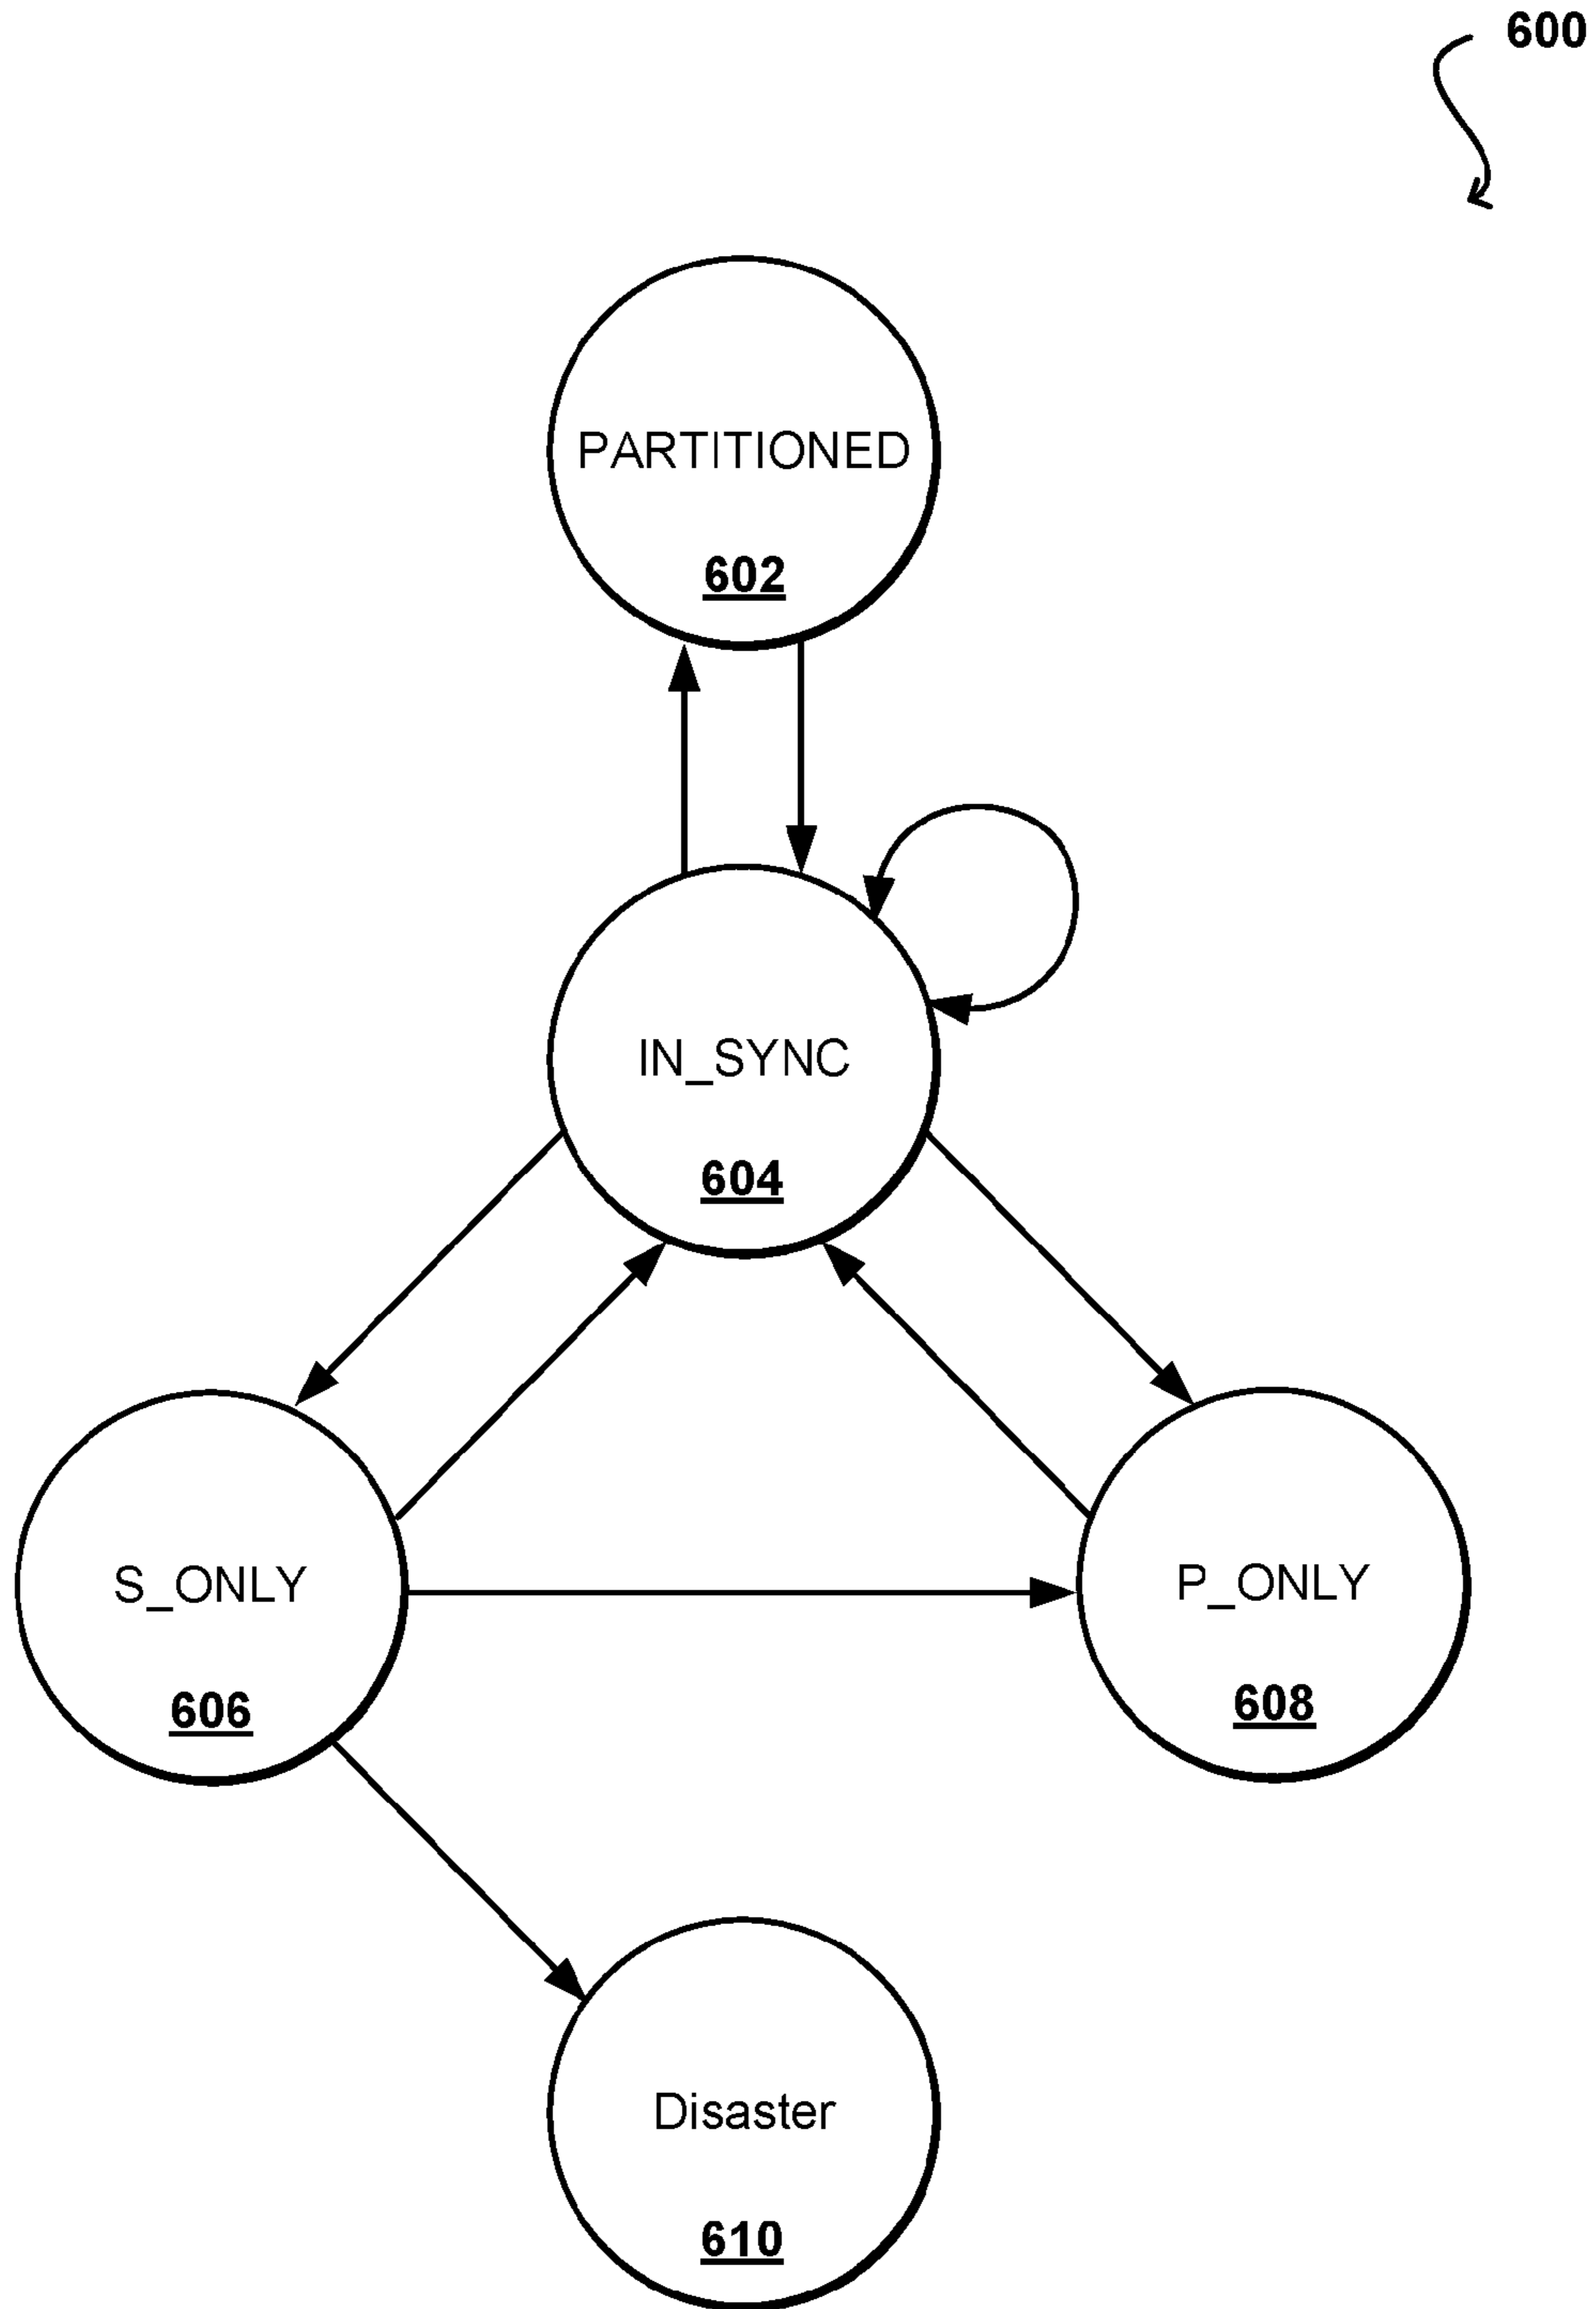 600
PARTITIONED
602
IN_SYNC
604
S_ONLY
606
P_ONLY
608
Disaster
610